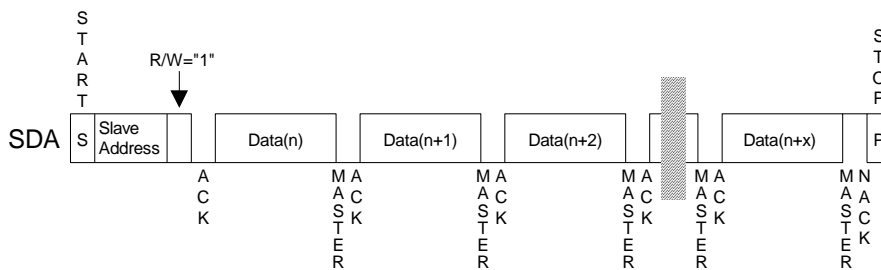 START
R/W="1"
STOP
SDA
S
Slave
Address
Data(n)
Data(n+1)
Data(n+2)
Data(n+x)
P
ACK
MASTER
ACK
MASTER
ACK
MASTER
ACK
MASTER
ACK
MASTER
NACK